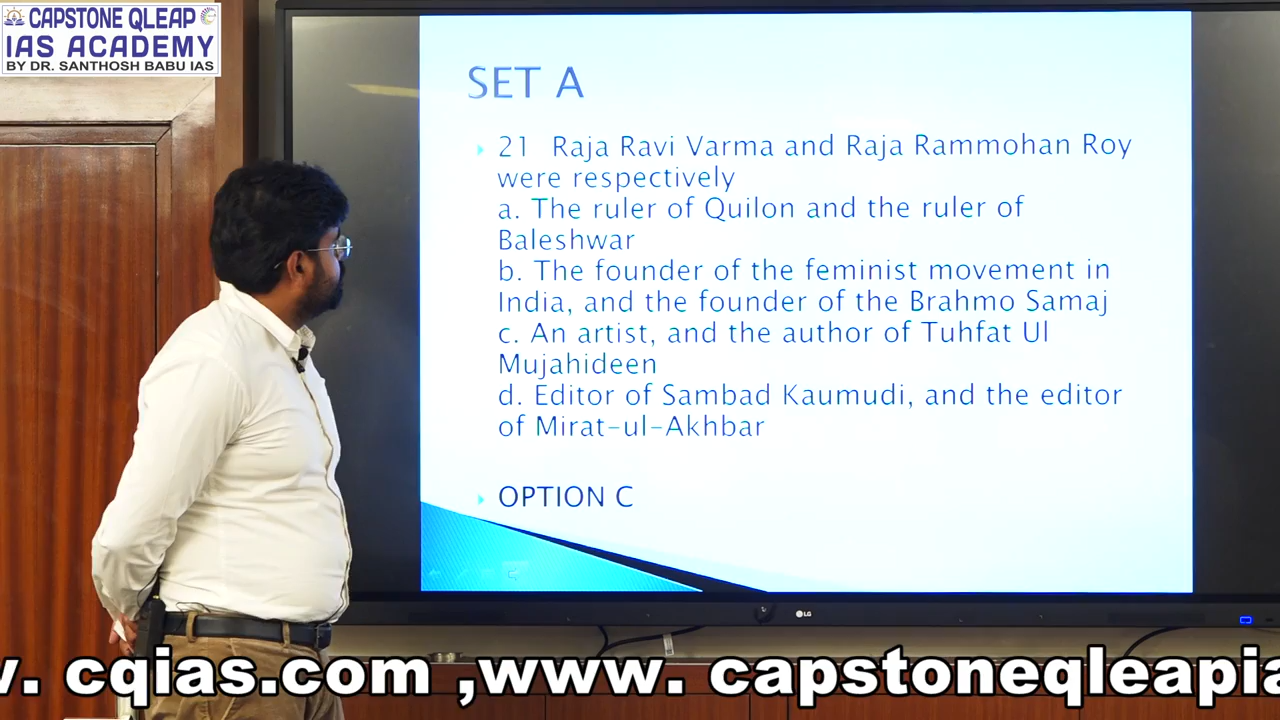 CAPSTONE QLEAP
IAS ACADEMY
BY DR. SANTHOSH BABU IAS
SET A
21 Raja Ravi Varma and Raja Rammohan Roy
were respectively
a. The ruler of Quilon and the ruler of
Baleshwar
b. The founder of the feminist movement in
India, and the founder of the Brahmo Samaj
c. An artist, and the author of Tuhfat Ul
Mujahideen
d. Editor of Sambad Kaumudi, and the editor
of Mirat-ul-Akhbar
OPTION C
LG
. cqias.com ,www. capstoneqleapia